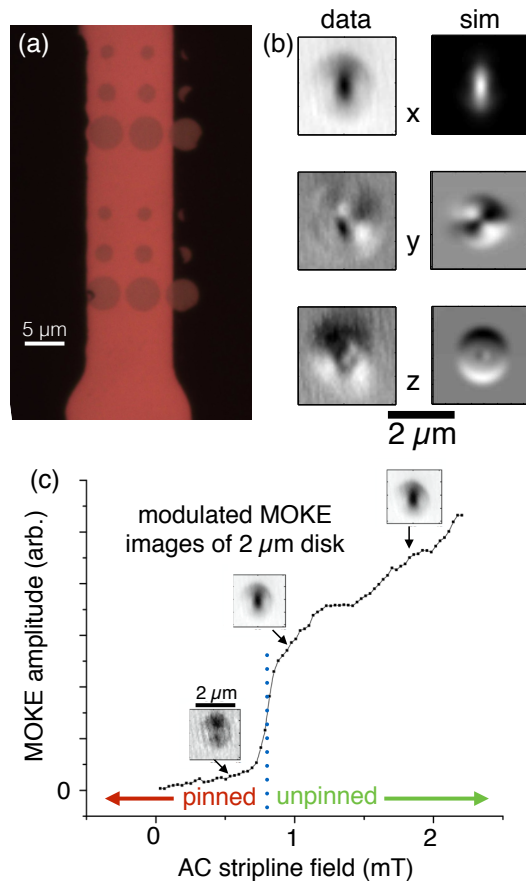 (a)
5 µm
(b)
data
sim
x
y
z
2 µm
(c)
modulated MOKE
images of 2 µm disk
2 µm
MOKE amplitude (arb.)
0
pinned
unpinned
0
1
2
AC stripline field (mT)